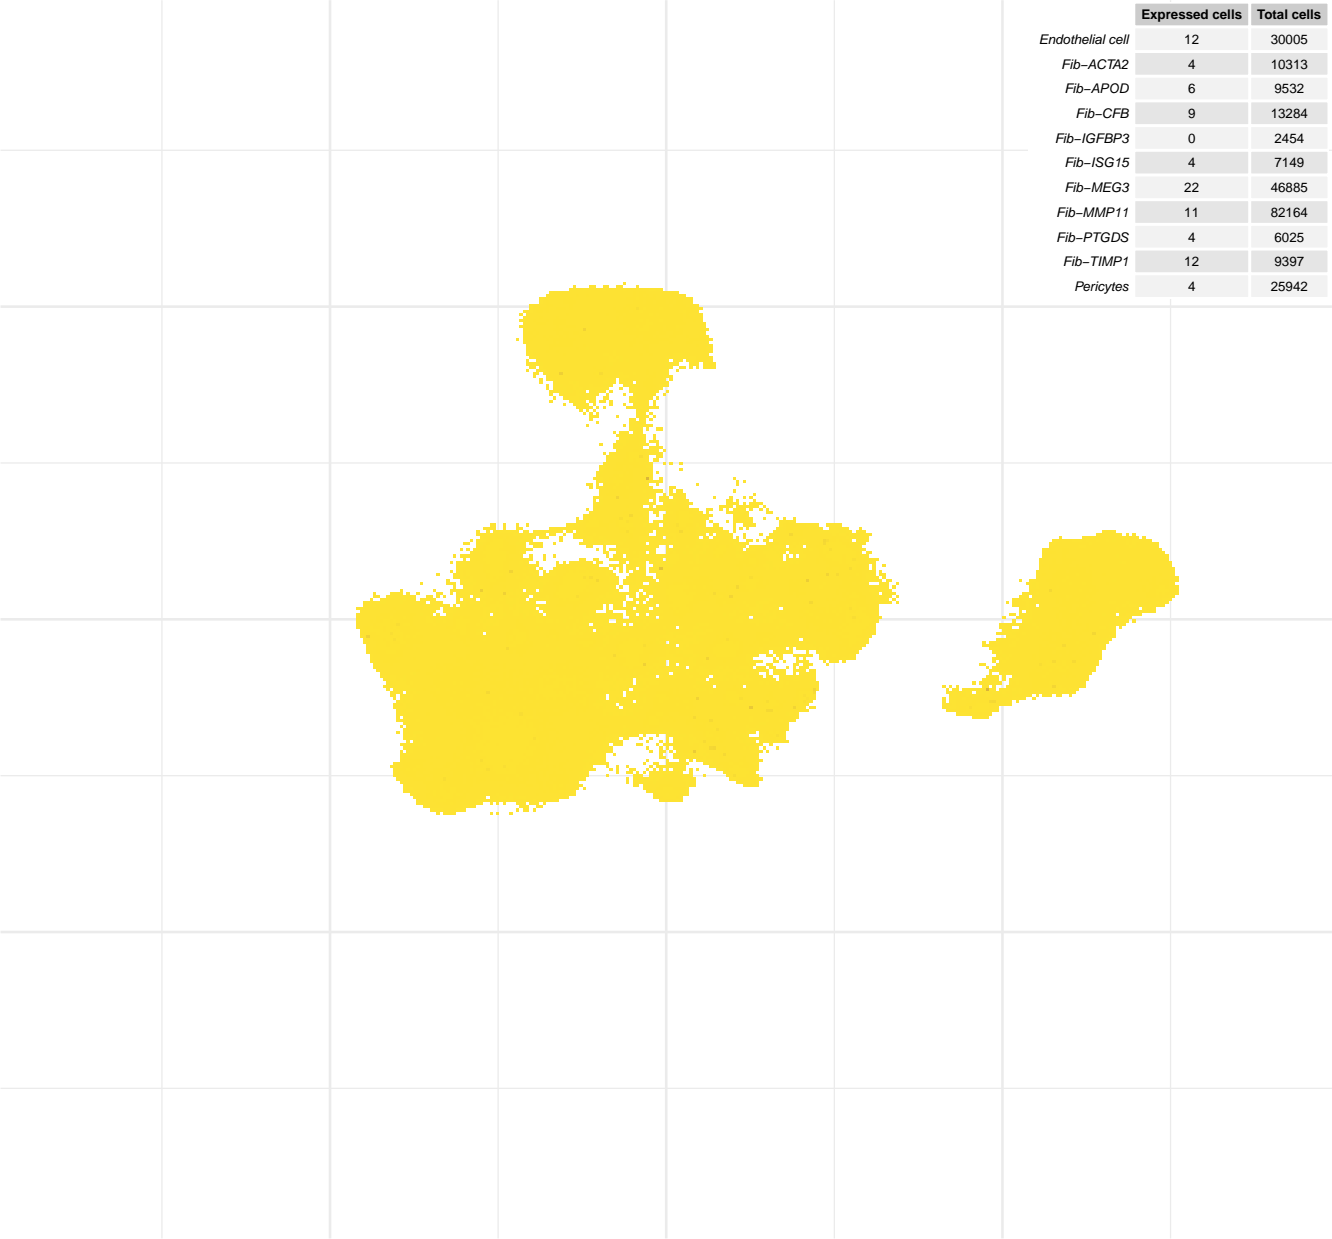 Expressed cells Total cells
Endothelial cell 12 30005
Fib−ACTA2 4 10313
Fib−APOD 6 9532
Fib−CFB 9 13284
Fib−IGFBP3 0 2454
Fib−ISG15 4 7149
Fib−MEG3 22 46885
Fib−MMP11 11 82164
Fib−PTGDS 4 6025
Fib−TIMP1 12 9397
Pericytes 4 25942